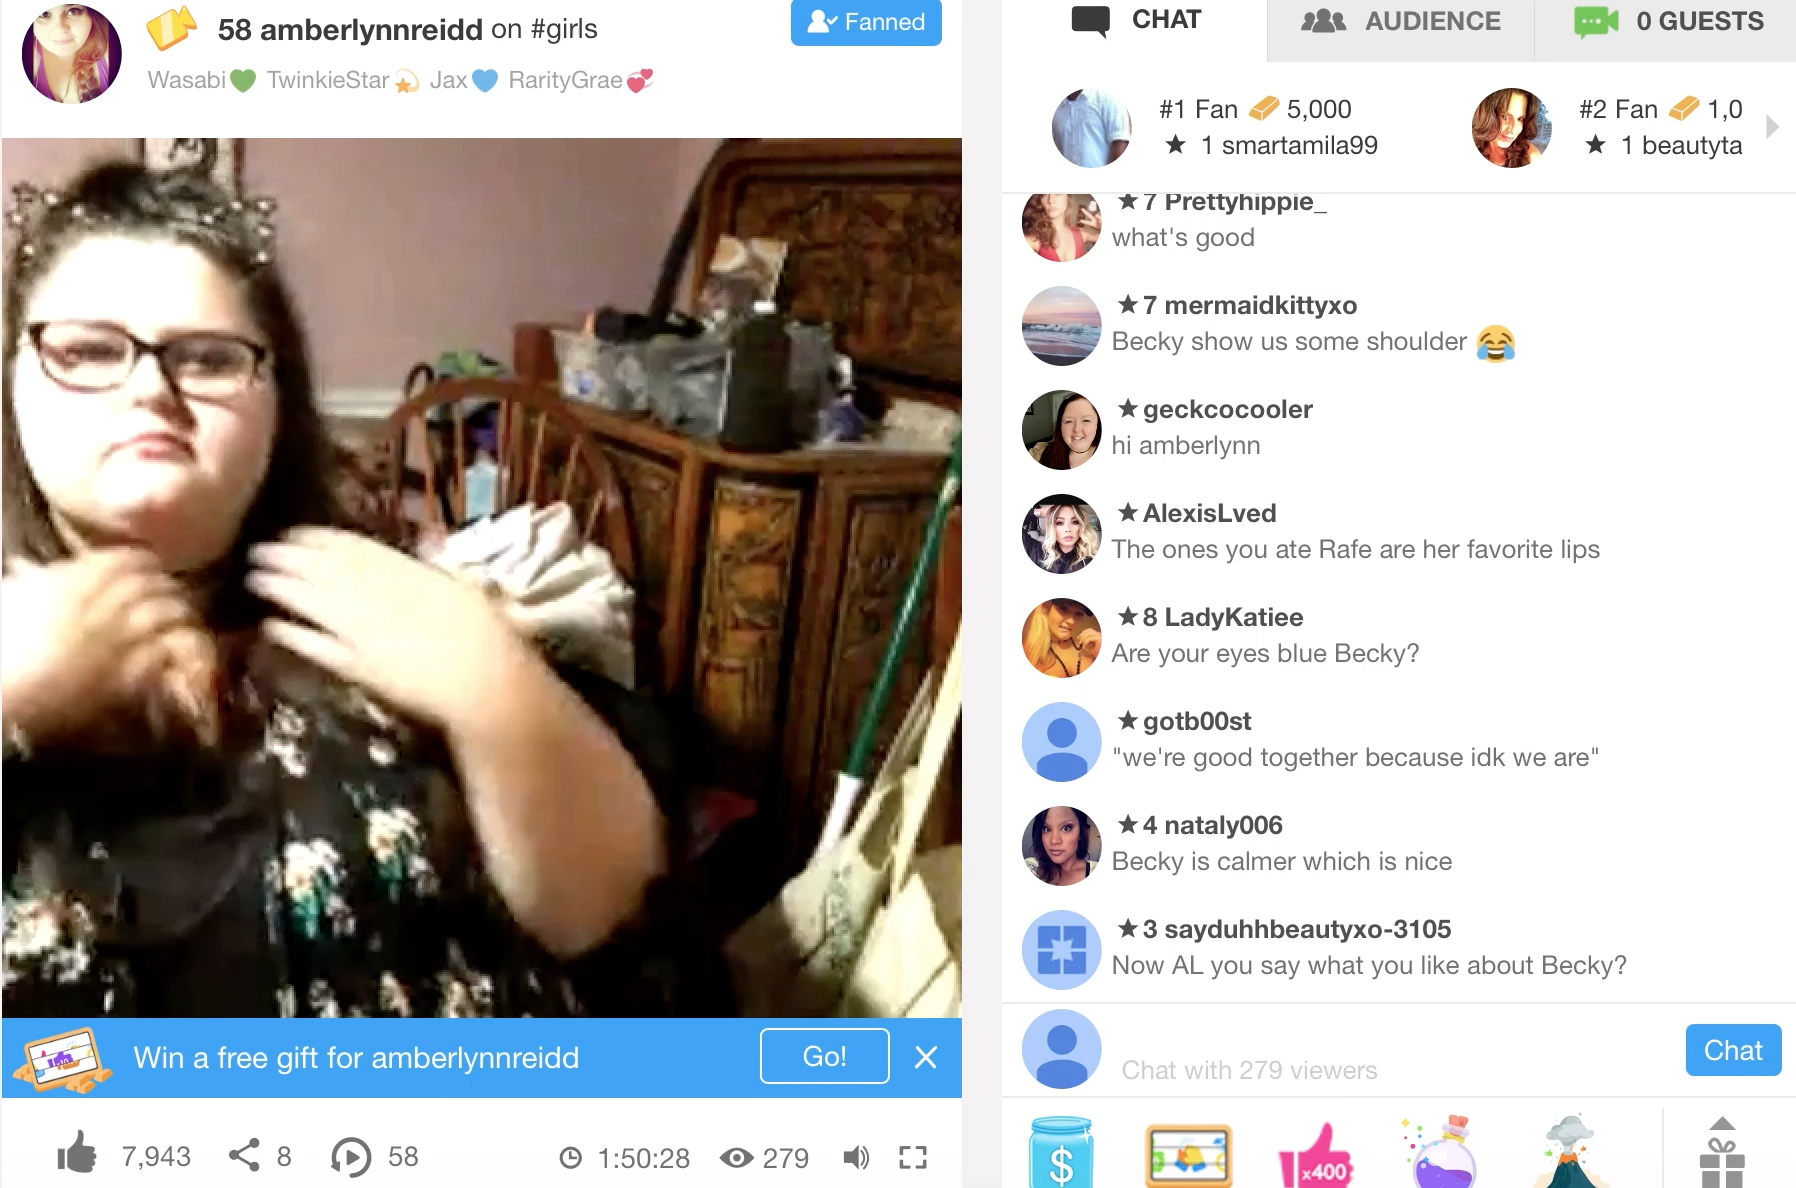 58 amberlynnreidd on #girls
Fanned
Wasabi💚 TwinkieStar💫 Jax💙 RarityGrae💞
Win a free gift for amberlynnreidd
Go!
7,943
8
58
1:50:28
279
CHAT
AUDIENCE
0 GUESTS
#1 Fan 5,000
★ 1 smartamila99
#2 Fan 1,0
★ 1 beautyta
★7 Prettyhippie_
what's good
★7 mermaidkittyxo
Becky show us some shoulder 😂
★geckcocooler
hi amberlynn
★AlexisLved
The ones you ate Rafe are her favorite lips
★8 LadyKatiee
Are your eyes blue Becky?
★gotb00st
"we're good together because idk we are"
★4 nataly006
Becky is calmer which is nice
★3 sayduhhbeautyxo-3105
Now AL you say what you like about Becky?
Chat with 279 viewers
Chat
$
x400